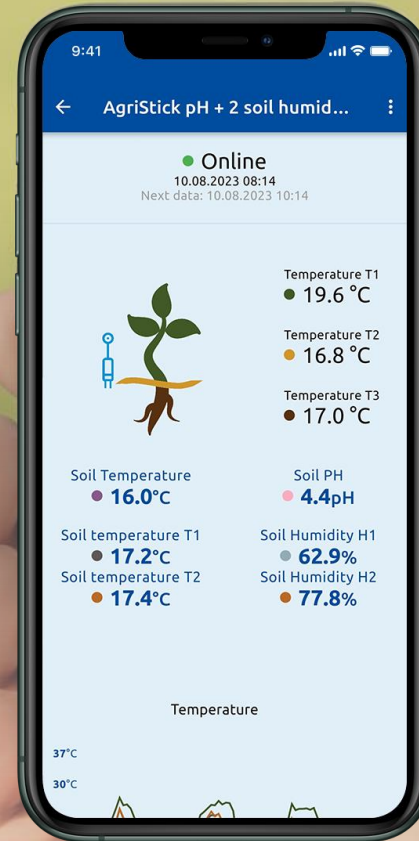 9:41
AgriStick pH + 2 soil humid...
Online
10.08.2023 08:14
Next data: 10.08.2023 10:14
Temperature T1
19.6 °C
Temperature T2
16.8 °C
Temperature T3
17.0 °C
Soil Temperature
16.0°C
Soil PH
4.4pH
Soil temperature T1
17.2°C
Soil Humidity H1
62.9%
Soil temperature T2
17.4°C
Soil Humidity H2
77.8%
Temperature
37°C
30°C